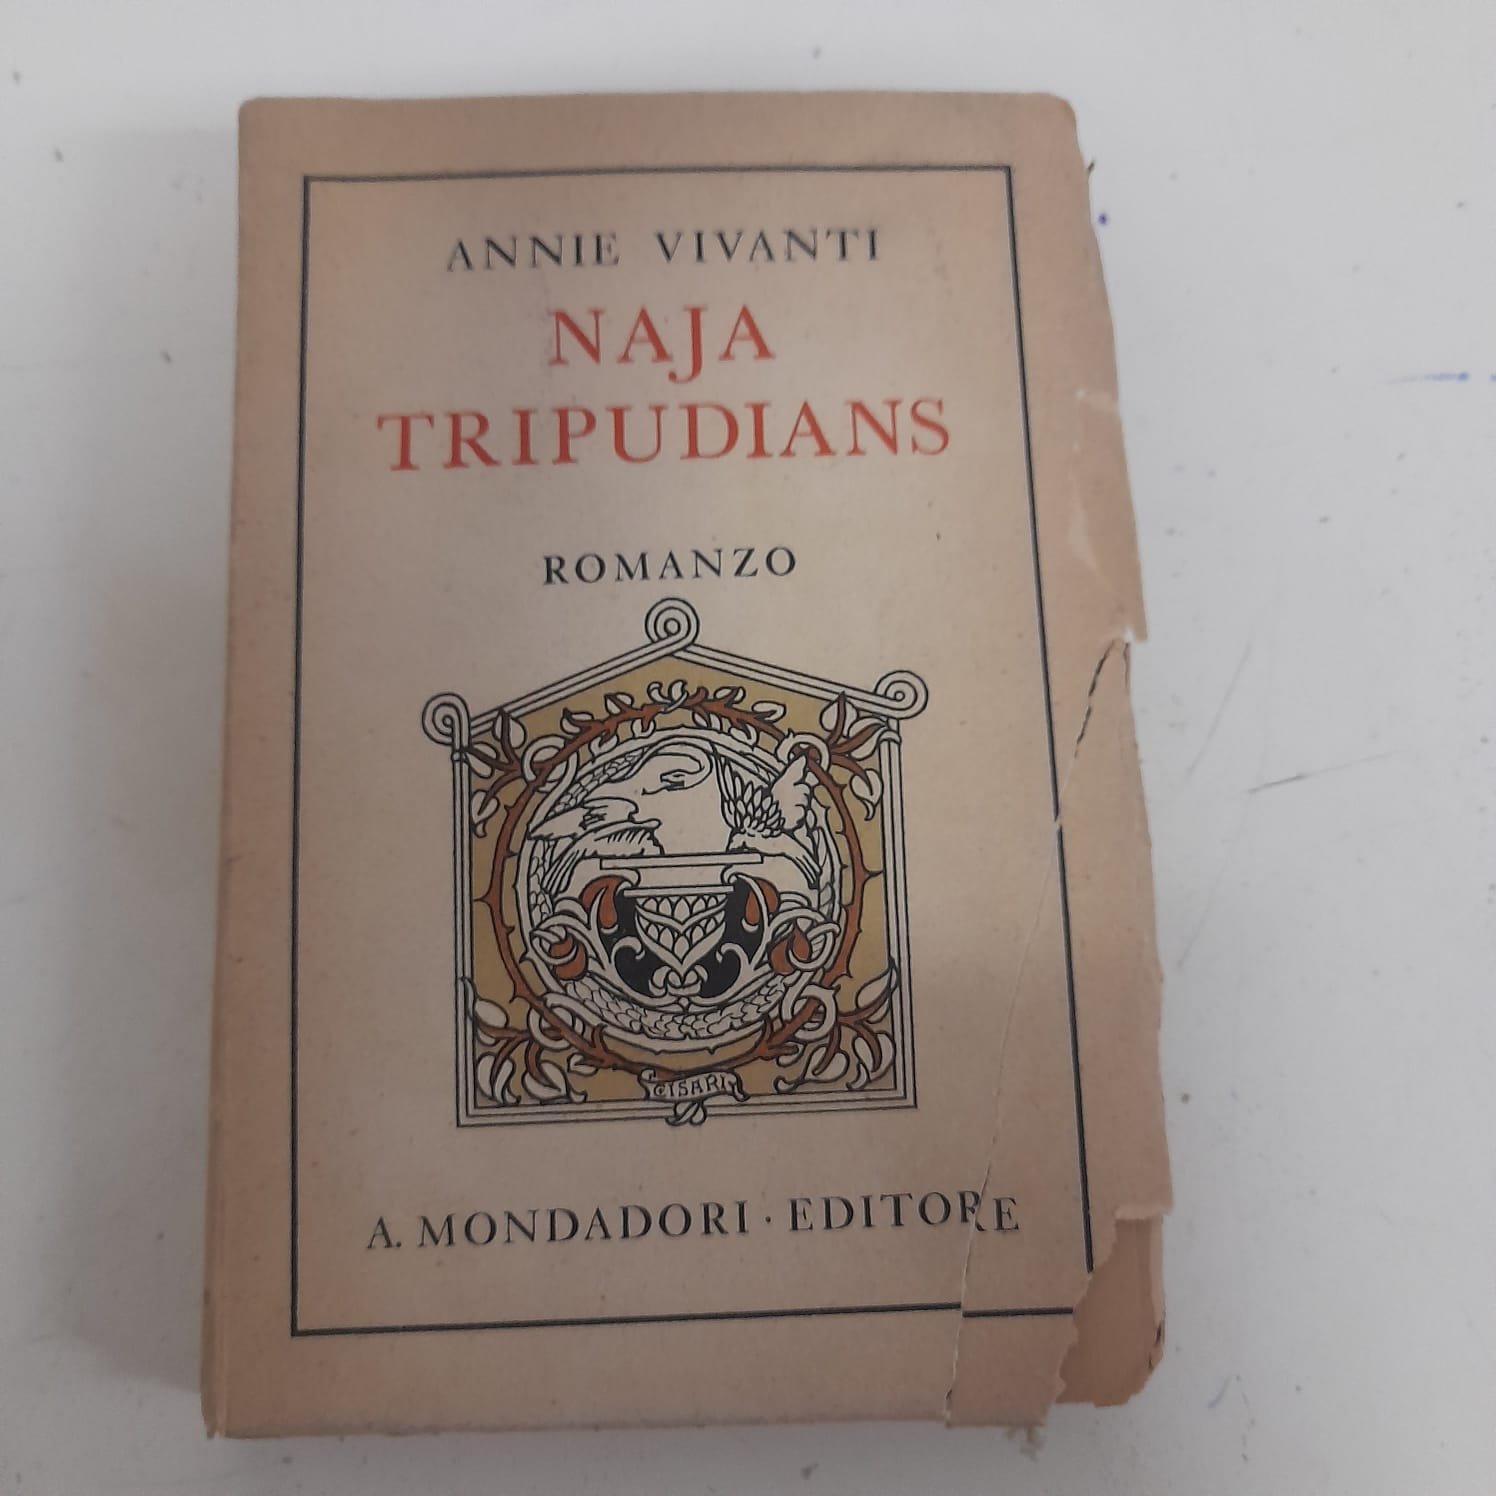 ANNIE VIVANTI
NAJA
TRIPUDIANS
ROMANZO
CISARI
A. MONDADORI · EDITORE